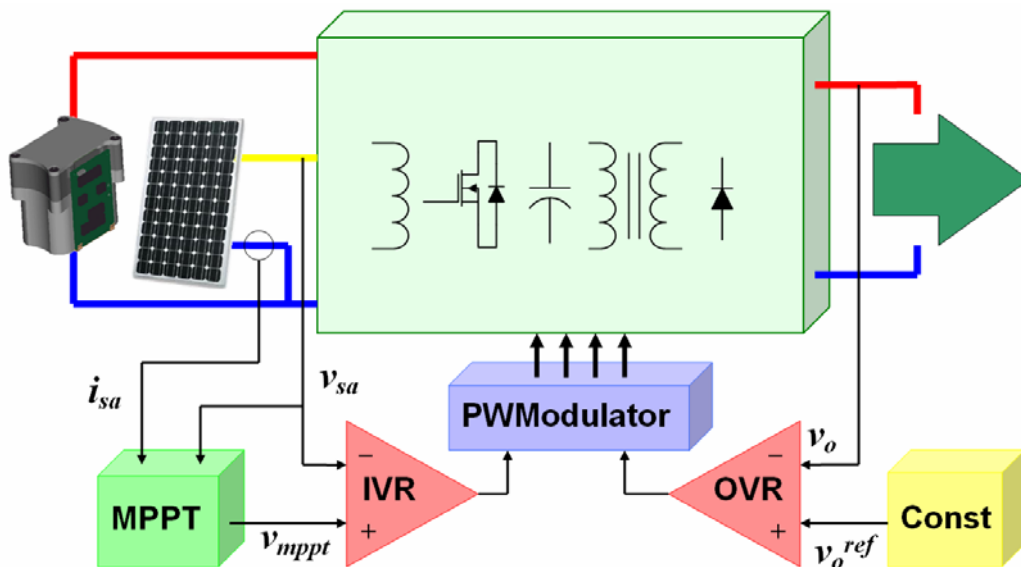 i_sa
v_sa
PWModulator
v_o
IVR
OVR
MPPT
Const
v_mppt
v_o^ref
−
+
−
+